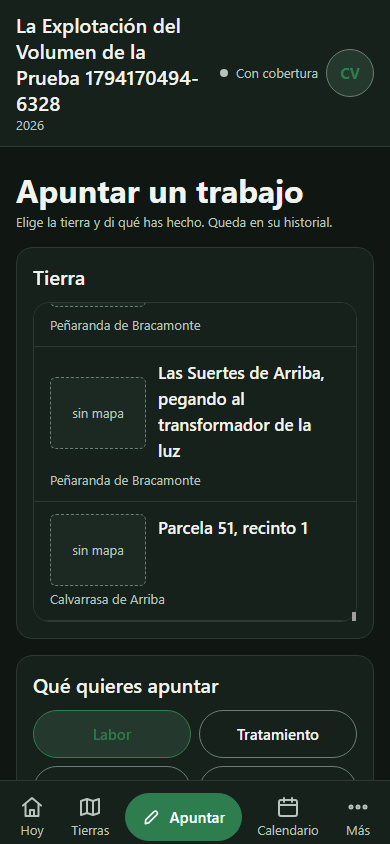 La Explotación del
Volumen de la
Prueba 1794170494-
6328
2026
Con cobertura
CV
Apuntar un trabajo
Elige la tierra y di qué has hecho. Queda en su historial.
Tierra
Peñaranda de Bracamonte
sin mapa
Las Suertes de Arriba,
pegando al
transformador de la
luz
Peñaranda de Bracamonte
sin mapa
Parcela 51, recinto 1
Calvarrasa de Arriba
Qué quieres apuntar
Labor
Tratamiento
Hoy
Tierras
Apuntar
Calendario
Más